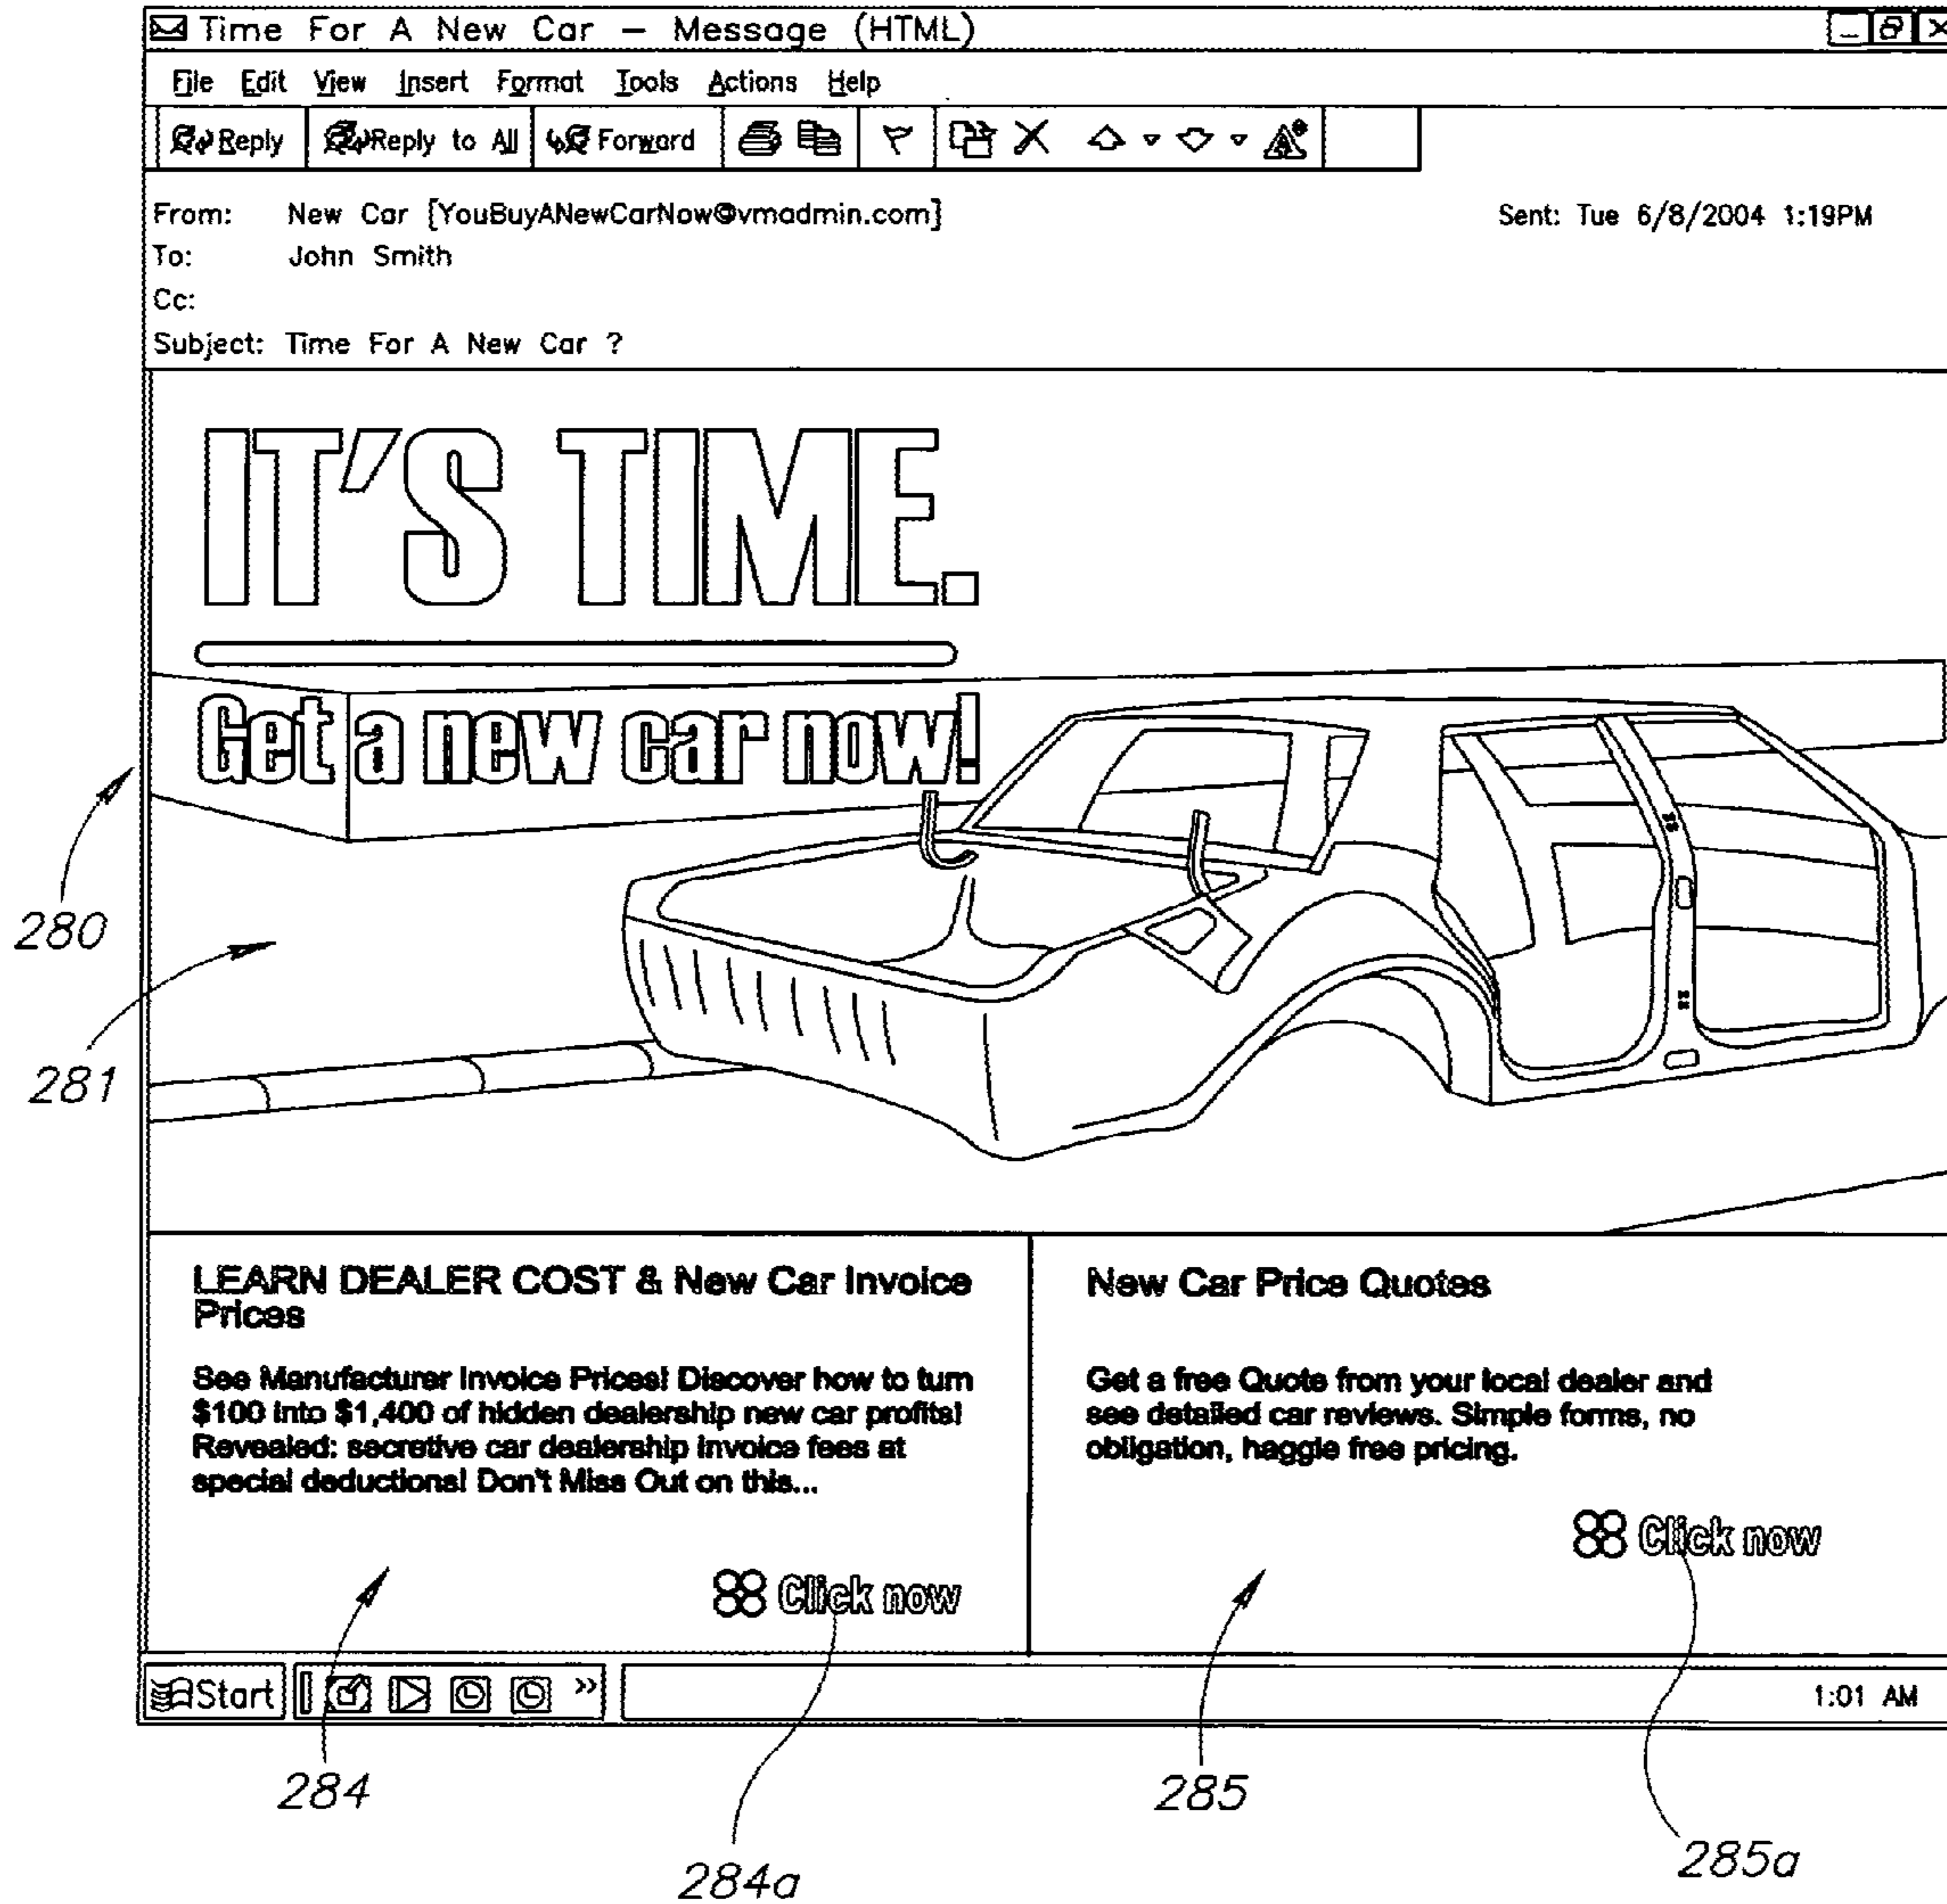 Time For A New Car – Message (HTML)
File Edit View Insert Format Tools Actions Help
Reply Reply to All Forward
From: New Car [YouBuyANewCarNow@vmadmin.com] Sent: Tue 6/8/2004 1:19PM
To: John Smith
Cc:
Subject: Time For A New Car ?
IT'S TIME.
Get a new car now!
280
281
LEARN DEALER COST & New Car Invoice
Prices
See Manufacturer Invoice Prices! Discover how to turn
$100 into $1,400 of hidden dealership new car profits!
Revealed: secretive car dealership invoice fees at
special deductions! Don't Miss Out on this...
Click now
New Car Price Quotes
Get a free Quote from your local dealer and
see detailed car reviews. Simple forms, no
obligation, haggle free pricing.
Click now
Start » 1:01 AM
284
285
284a
285a